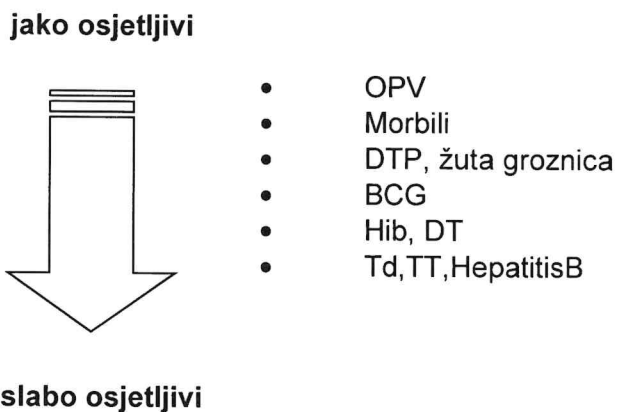 jako osjetljivi
• OPV
• Morbili
• DTP, žuta groznica
• BCG
• Hib, DT
• Td,TT,HepatitisB
slabo osjetljivi